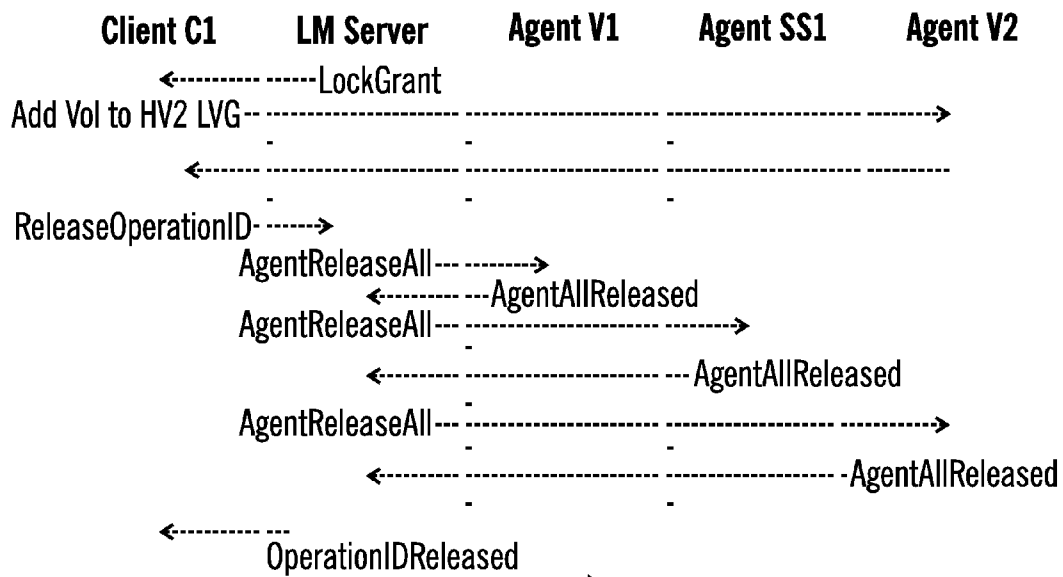 Client C1 LM Server Agent V1 Agent SS1 Agent V2
LockGrant
Add Vol to HV2 LVG
ReleaseOperationID
AgentReleaseAll
AgentAllReleased
AgentReleaseAll
AgentAllReleased
AgentReleaseAll
AgentAllReleased
OperationIDReleased